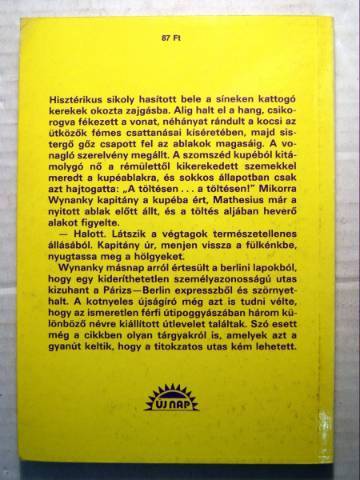 87 Ft
Hisztérikus sikoly hasított bele a síneken kattogó
kerekek okozta zajgásba. Alig halt el a hang, csiko-
rogva fékezett a vonat, néhányat rándult a kocsi az
ütközők fémes csattanásai kíséretében, majd sis-
tergő gőz csapott fel az ablakok magasáig. A vo-
nagló szerelvény megállt. A szomszéd kupéból kitá-
molygó nő a rémülettől kikerekedett szemekkel
meredt a kupéablakra, és sokkos állapotban csak
azt hajtogatta: „A töltésen . . . a töltésen!” Mikorra
Wynanky kapitány a kupéba ért, Mathesius már a
nyitott ablak előtt állt, és a töltés aljában heverő
alakot figyelte.
— Halott. Látszik a végtagok természetellenes
állásából. Kapitány úr, menjen vissza a fülkénkbe,
nyugtassa meg a hölgyeket.
Wynanky másnap arról értesült a berlini lapokból,
hogy egy kideríthetetlen személyazonosságú utas
kizuhant a Párizs—Berlin expresszből és szörnyet-
halt. A kotnyeles újságíró még azt is tudni vélte,
hogy az ismeretlen férfi útipoggyászában három kü-
lönböző névre kiállított útlevelet találtak. Szó esett
még a cikkben olyan tárgyakról is, amelyek azt a
gyanút keltik, hogy a titokzatos utas kém lehetett.
ÚJ NAP